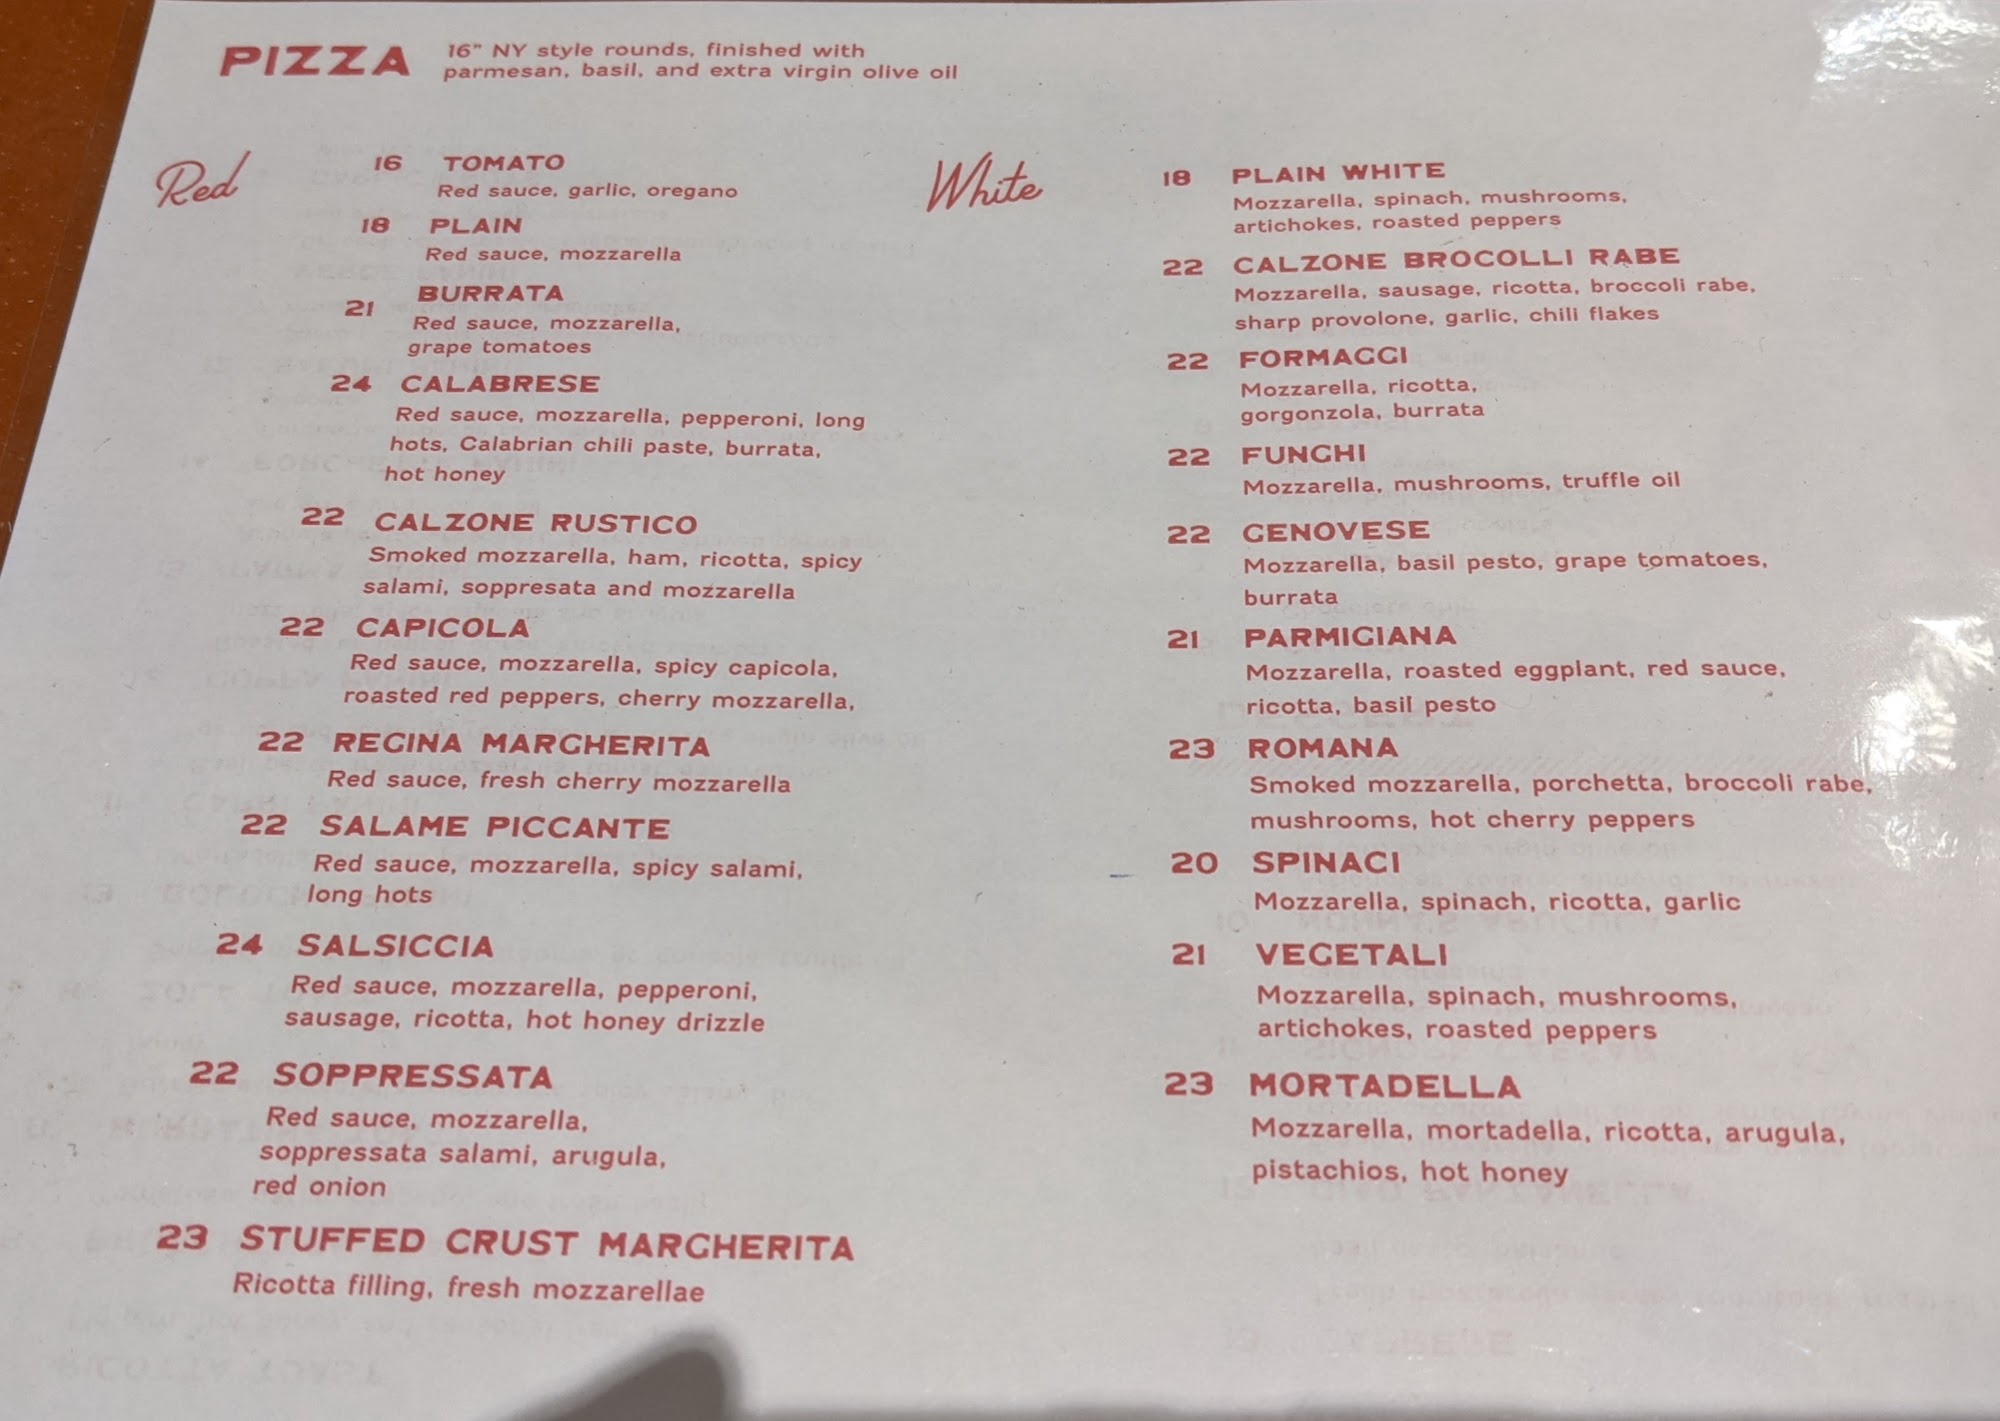 PIZZA
16" NY style rounds, finished with
parmesan, basil, and extra virgin olive oil
Red
16 TOMATO
Red sauce, garlic, oregano
18 PLAIN
Red sauce, mozzarella
21 BURRATA
Red sauce, mozzarella,
grape tomatoes
24 CALABRESE
Red sauce, mozzarella, pepperoni, long
hots, Calabrian chili paste, burrata,
hot honey
22 CALZONE RUSTICO
Smoked mozzarella, ham, ricotta, spicy
salami, soppresata and mozzarella
22 CAPICOLA
Red sauce, mozzarella, spicy capicola,
roasted red peppers, cherry mozzarella,
22 REGINA MARGHERITA
Red sauce, fresh cherry mozzarella
22 SALAME PICCANTE
Red sauce, mozzarella, spicy salami,
long hots
24 SALSICCIA
Red sauce, mozzarella, pepperoni,
sausage, ricotta, hot honey drizzle
22 SOPPRESSATA
Red sauce, mozzarella,
soppressata salami, arugula,
red onion
23 STUFFED CRUST MARGHERITA
Ricotta filling, fresh mozzarellae
White
18 PLAIN WHITE
Mozzarella, spinach, mushrooms,
artichokes, roasted peppers
22 CALZONE BROCOLLI RABE
Mozzarella, sausage, ricotta, broccoli rabe,
sharp provolone, garlic, chili flakes
22 FORMAGGI
Mozzarella, ricotta,
gorgonzola, burrata
22 FUNGHI
Mozzarella, mushrooms, truffle oil
22 GENOVESE
Mozzarella, basil pesto, grape tomatoes,
burrata
21 PARMIGIANA
Mozzarella, roasted eggplant, red sauce,
ricotta, basil pesto
23 ROMANA
Smoked mozzarella, porchetta, broccoli rabe,
mushrooms, hot cherry peppers
20 SPINACI
Mozzarella, spinach, ricotta, garlic
21 VEGETALI
Mozzarella, spinach, mushrooms,
artichokes, roasted peppers
23 MORTADELLA
Mozzarella, mortadella, ricotta, arugula,
pistachios, hot honey